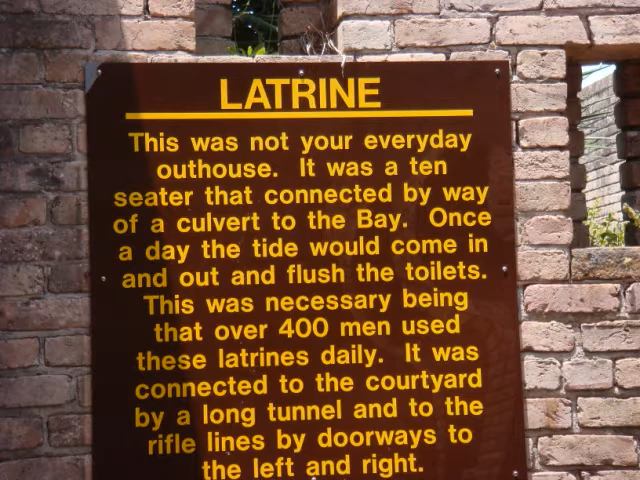 LATRINE
This was not your everyday
outhouse. It was a ten
seater that connected by way
of a culvert to the Bay. Once
a day the tide would come in
and out and flush the toilets.
This was necessary being
that over 400 men used
these latrines daily. It was
connected to the courtyard
by a long tunnel and to the
rifle lines by doorways to
the left and right.